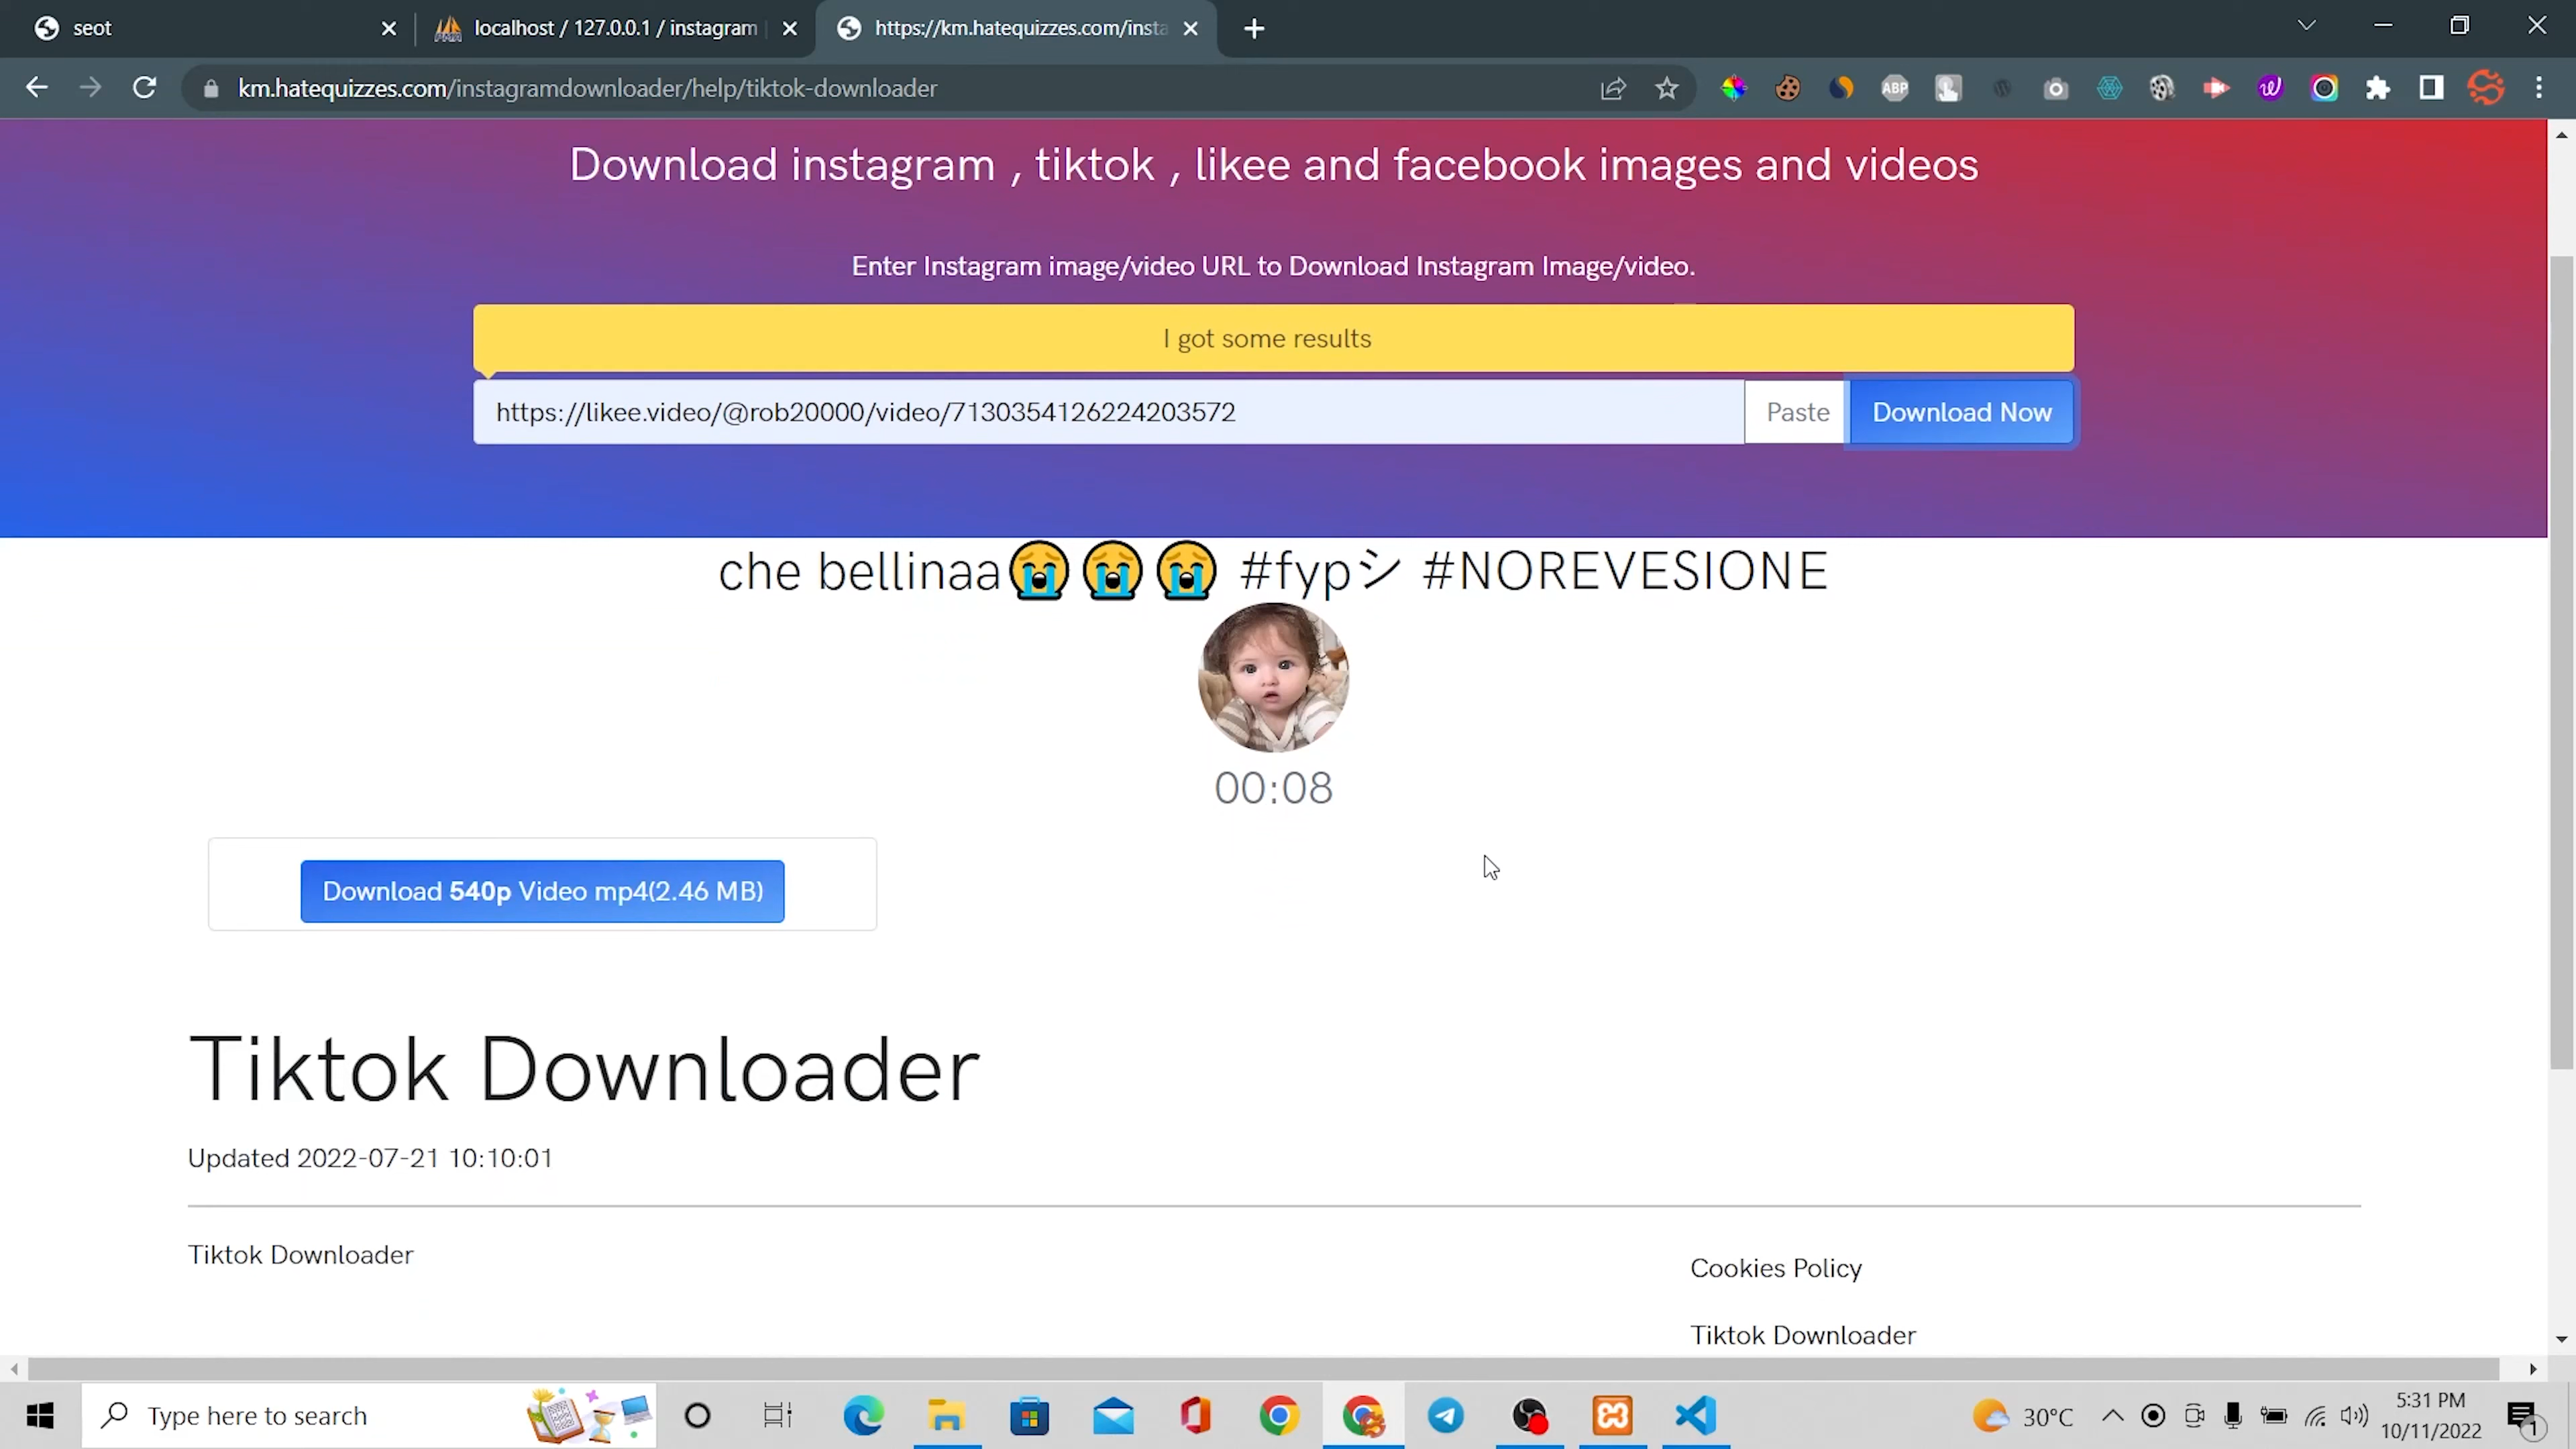 seot
localhost / 127.0.0.1 / instagram
https://km.hatequizzes.com/insta
km.hatequizzes.com/instagramdownloader/help/tiktok-downloader
ABP
Download instagram , tiktok , likee and facebook images and videos
Enter Instagram image/video URL to Download Instagram Image/video.
I got some results
https://likee.video/@rob20000/video/7130354126224203572
Paste
Download Now
che bellinaa😭😭😭 #fypシ #NOREVESIONE
00:08
Download 540p Video mp4(2.46 MB)
Tiktok Downloader
Updated 2022-07-21 10:10:01
Tiktok Downloader
Cookies Policy
Tiktok Downloader
Type here to search
30°C
5:31 PM
10/11/2022
1